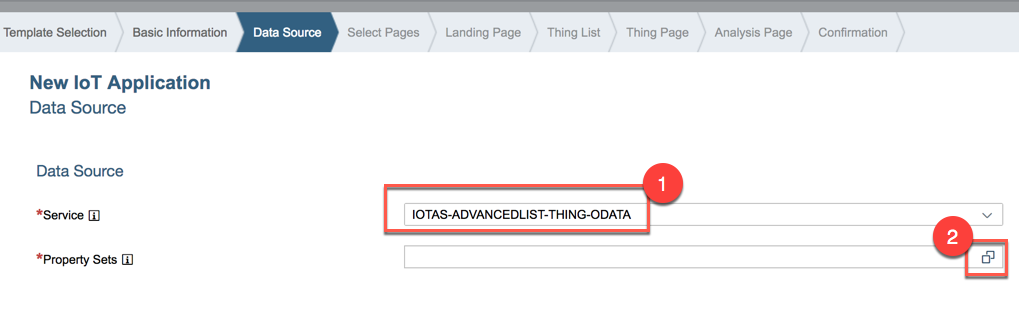 Template Selection Basic Information Data Source Select Pages Landing Page Thing List Thing Page Analysis Page Confirmation
New IoT Application
Data Source
Data Source
1
*Service i IOTAS-ADVANCEDLIST-THING-ODATA
2
*Property Sets i